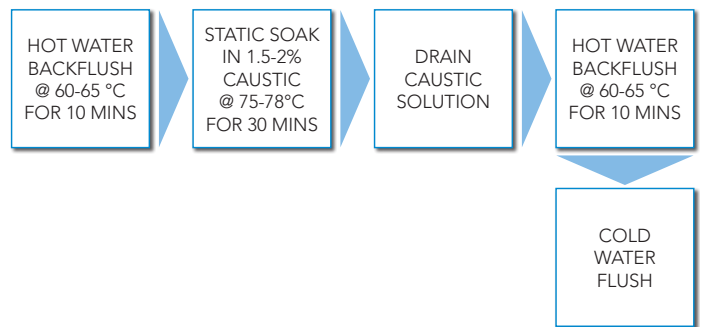 HOT WATER
BACKFLUSH
@ 60-65 °C
FOR 10 MINS
STATIC SOAK
IN 1.5-2%
CAUSTIC
@ 75-78°C
FOR 30 MINS
DRAIN
CAUSTIC
SOLUTION
HOT WATER
BACKFLUSH
@ 60-65 °C
FOR 10 MINS
COLD
WATER
FLUSH